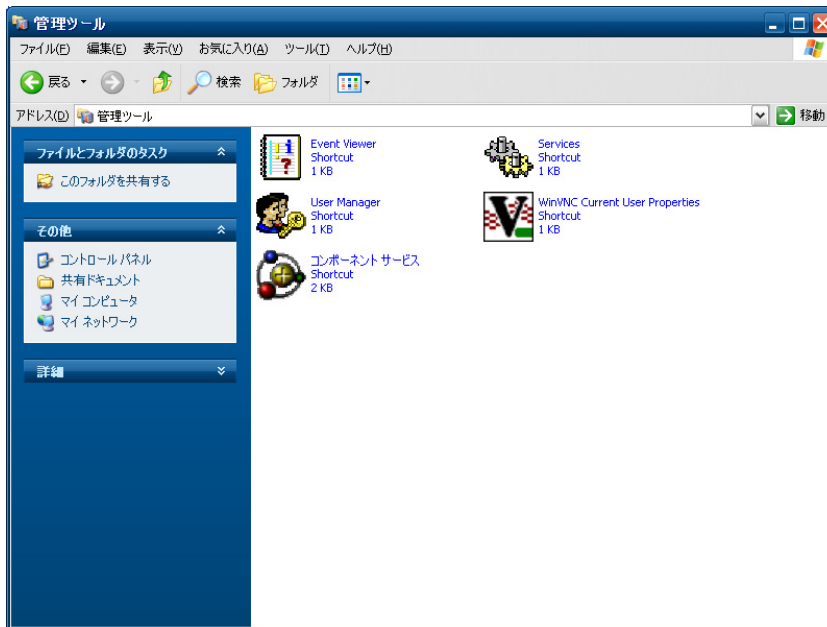 管理ツール
ファイル(F) 編集(E) 表示(V) お気に入り(A) ツール(T) ヘルプ(H)
戻る 検索 フォルダ
アドレス(D) 管理ツール 移動
ファイルとフォルダのタスク
このフォルダを共有する
その他
コントロール パネル
共有ドキュメント
マイ コンピュータ
マイ ネットワーク
詳細
Event Viewer
Shortcut
1 KB
Services
Shortcut
1 KB
User Manager
Shortcut
1 KB
WinVNC Current User Properties
Shortcut
1 KB
コンポーネント サービス
Shortcut
2 KB